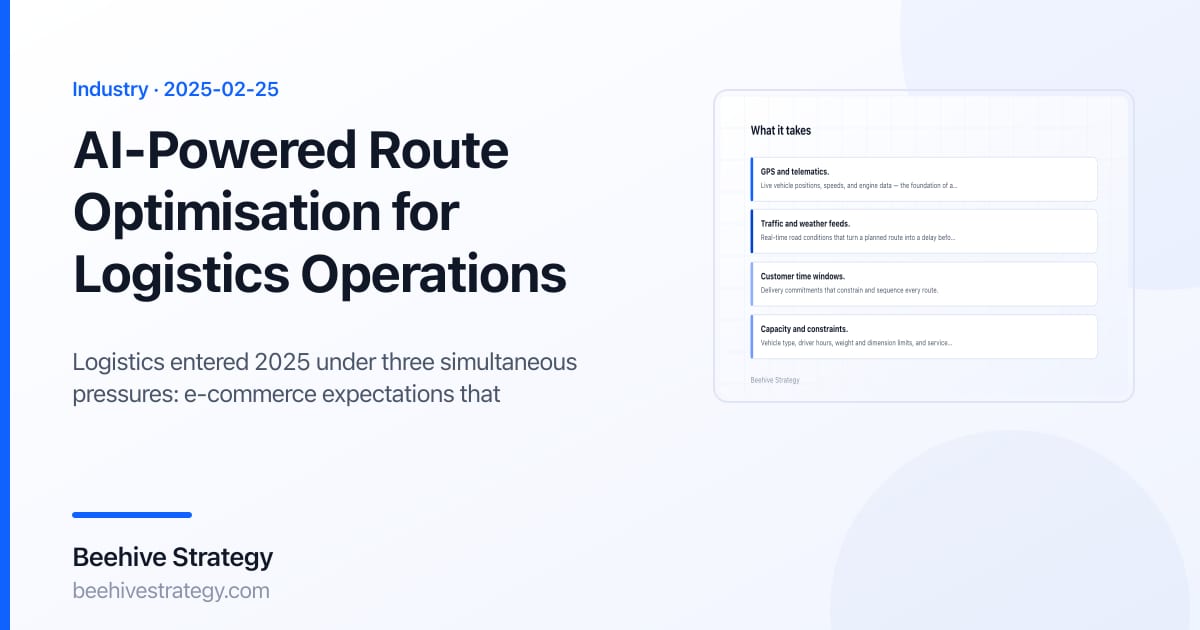 Industry · 2025-02-25
AI-Powered Route
Optimisation for
Logistics Operations
Logistics entered 2025 under three simultaneous
pressures: e-commerce expectations that
Beehive Strategy
beehivestrategy.com
What it takes
GPS and telematics.
Live vehicle positions, speeds, and engine data — the foundation of a...
Traffic and weather feeds.
Real-time road conditions that turn a planned route into a delay befo...
Customer time windows.
Delivery commitments that constrain and sequence every route.
Capacity and constraints.
Vehicle type, driver hours, weight and dimension limits, and service...
Beehive Strategy